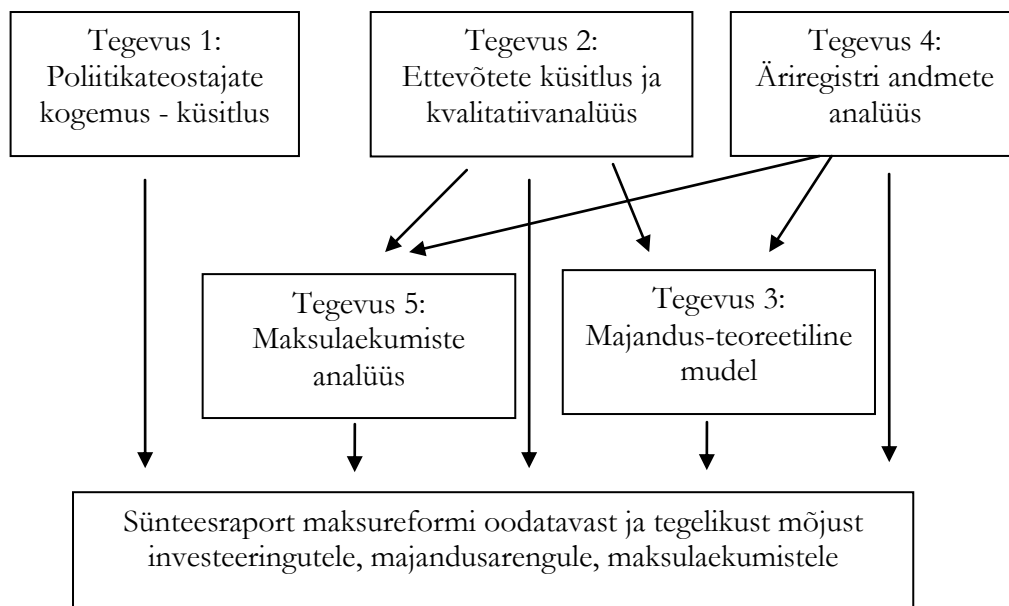 Tegevus 1:
Poliitikateostajate
kogemus - küsitlus
Tegevus 2:
Ettevõtete küsitlus ja
kvalitatiivanalüüs
Tegevus 4:
Äriregistri andmete
analüüs
Tegevus 5:
Maksulaekumiste
analüüs
Tegevus 3:
Majandus-teoreetiline
mudel
Sünteesraport maksureformi oodatavast ja tegelikust mõjust
investeeringutele, majandusarengule, maksulaekumistele